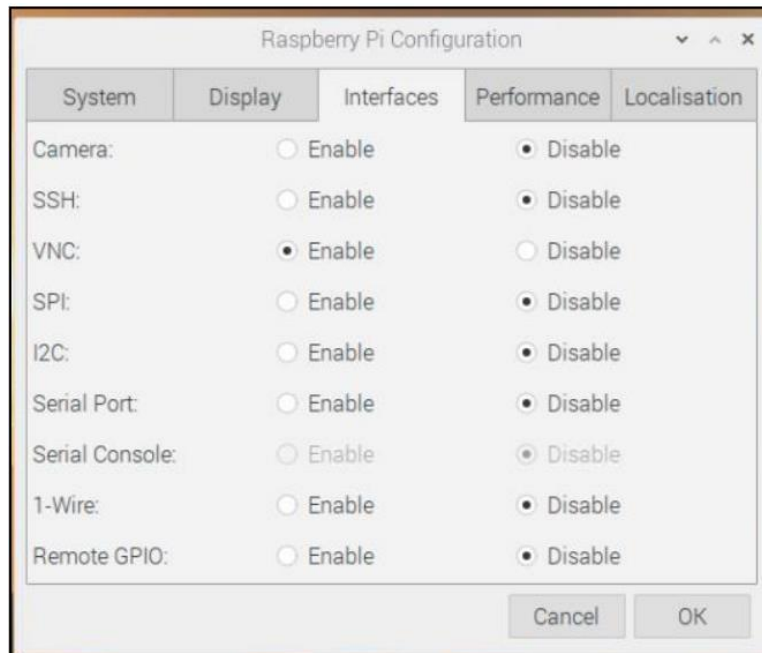 Raspberry Pi Configuration
System Display Interfaces Performance Localisation
Camera: Enable Disable
SSH: Enable Disable
VNC: Enable Disable
SPI: Enable Disable
I2C: Enable Disable
Serial Port: Enable Disable
Serial Console: Enable Disable
1-Wire: Enable Disable
Remote GPIO: Enable Disable
Cancel OK